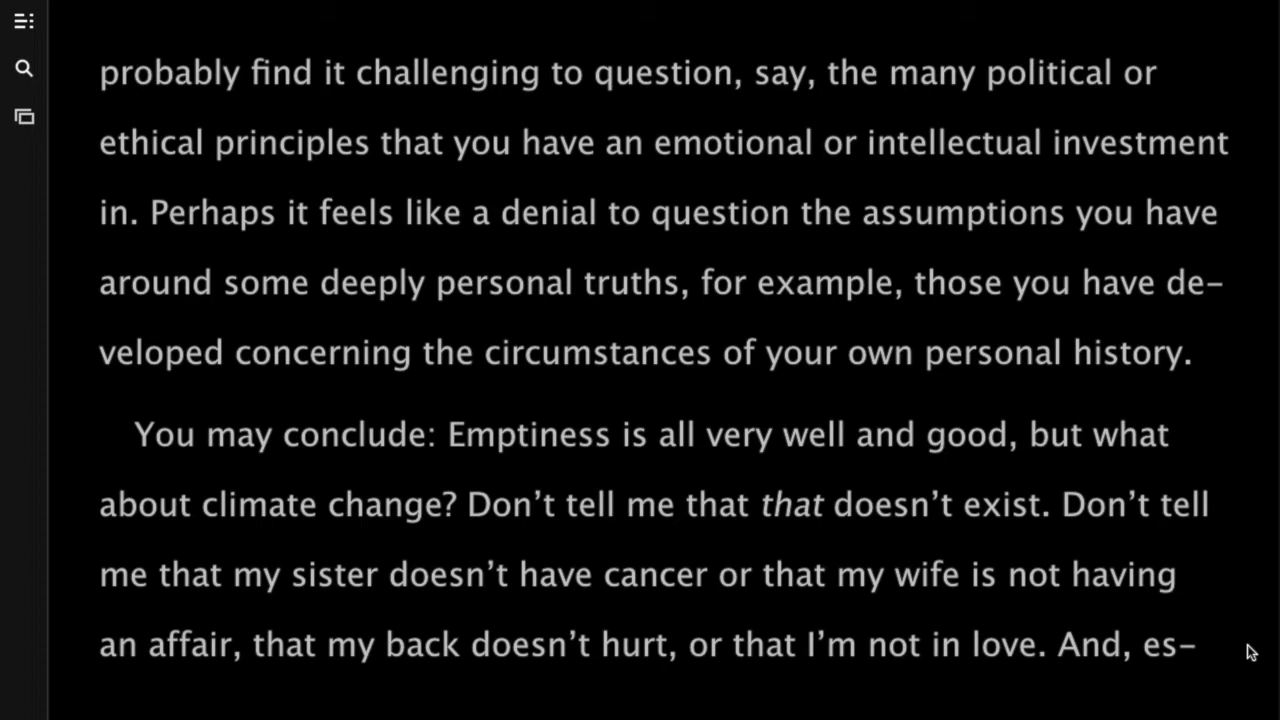 probably find it challenging to question, say, the many political or
ethical principles that you have an emotional or intellectual investment
in. Perhaps it feels like a denial to question the assumptions you have
around some deeply personal truths, for example, those you have de-
veloped concerning the circumstances of your own personal history.
You may conclude: Emptiness is all very well and good, but what
about climate change? Don’t tell me that that doesn’t exist. Don’t tell
me that my sister doesn’t have cancer or that my wife is not having
an affair, that my back doesn’t hurt, or that I’m not in love. And, es-